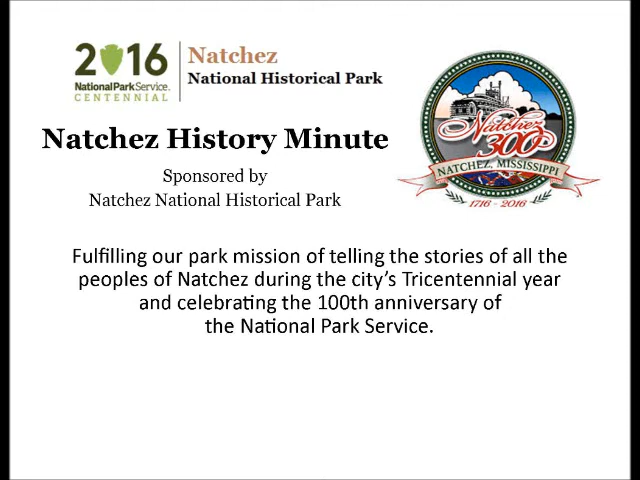 2016
National Park Service®
CENTENNIAL
Natchez
National Historical Park
Natchez History Minute
Sponsored by
Natchez National Historical Park
Natchez
300
NATCHEZ, MISSISSIPPI
1716 - 2016
Fulfilling our park mission of telling the stories of all the
peoples of Natchez during the city's Tricentennial year
and celebrating the 100th anniversary of
the National Park Service.